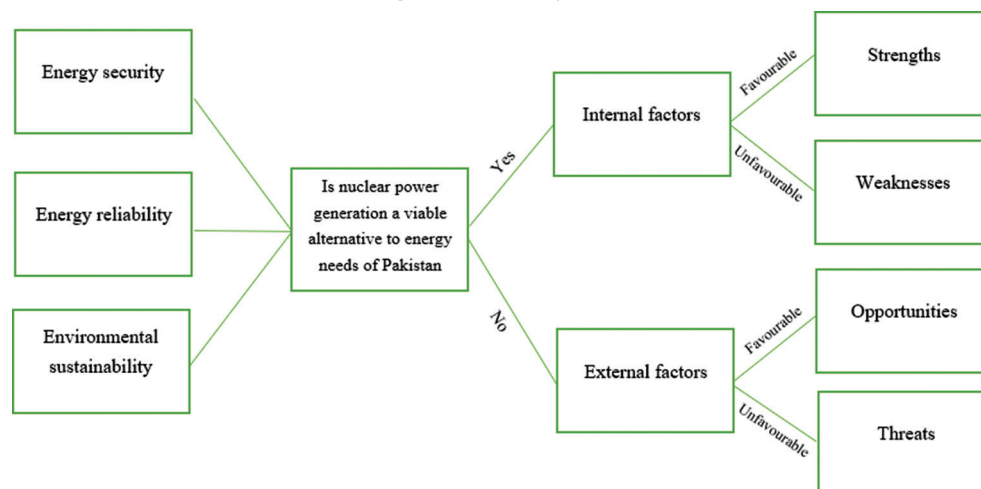 Energy security
Energy reliability
Environmental
sustainability
Is nuclear power
generation a viable
alternative to energy
needs of Pakistan
Yes
No
Internal factors
External factors
Favourable
Unfavourable
Favourable
Unfavourable
Strengths
Weaknesses
Opportunities
Threats